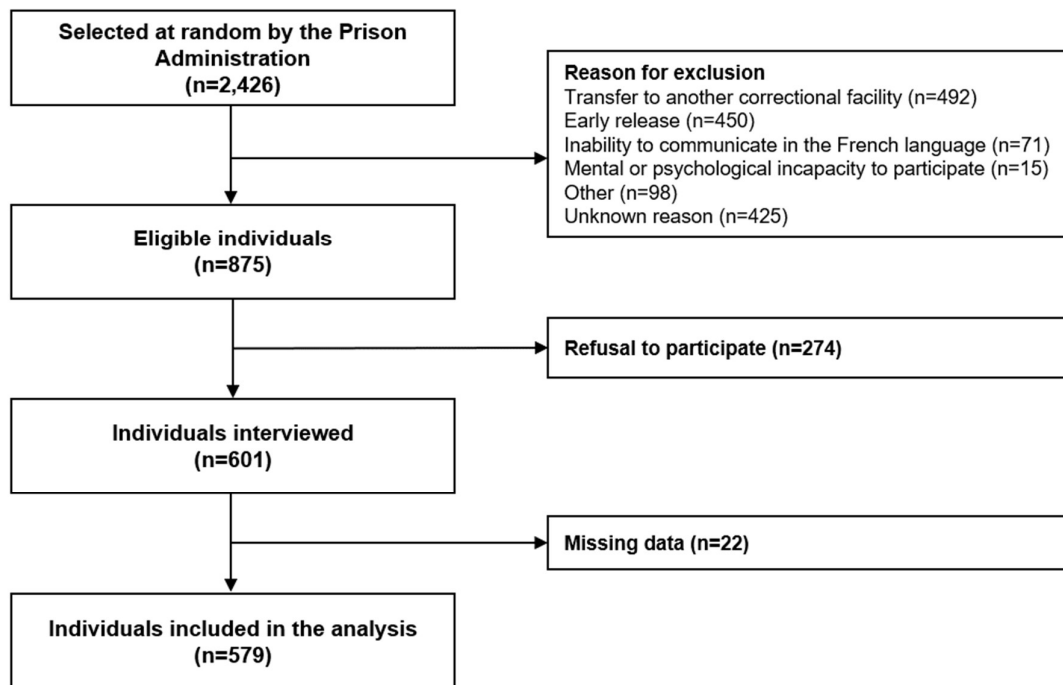 Selected at random by the Prison
Administration
(n=2,426)
Reason for exclusion
Transfer to another correctional facility (n=492)
Early release (n=450)
Inability to communicate in the French language (n=71)
Mental or psychological incapacity to participate (n=15)
Other (n=98)
Unknown reason (n=425)
Eligible individuals
(n=875)
Refusal to participate (n=274)
Individuals interviewed
(n=601)
Missing data (n=22)
Individuals included in the analysis
(n=579)